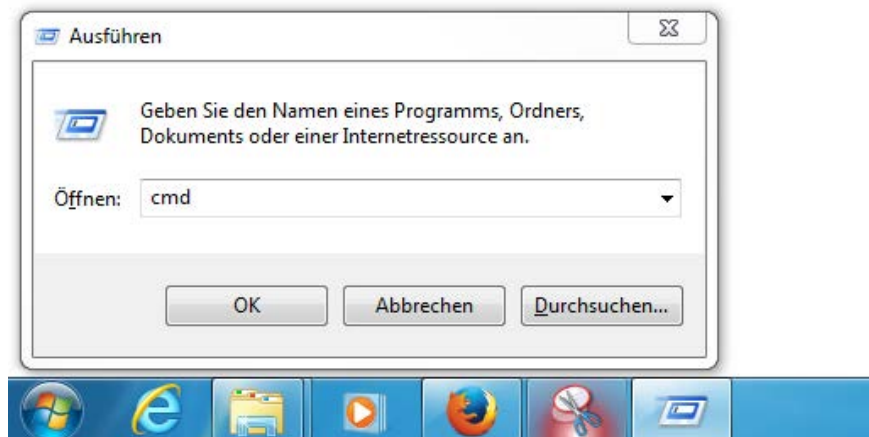 Ausführen
Geben Sie den Namen eines Programms, Ordners,
Dokuments oder einer Internetressource an.
Öffnen: cmd
OK Abbrechen Durchsuchen...